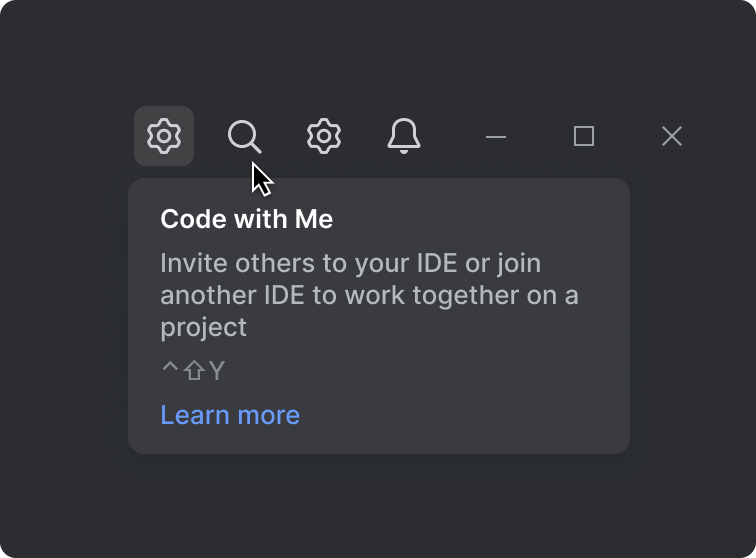 Code with Me
Invite others to your IDE or join
another IDE to work together on a
project
⌃⇧Y
Learn more